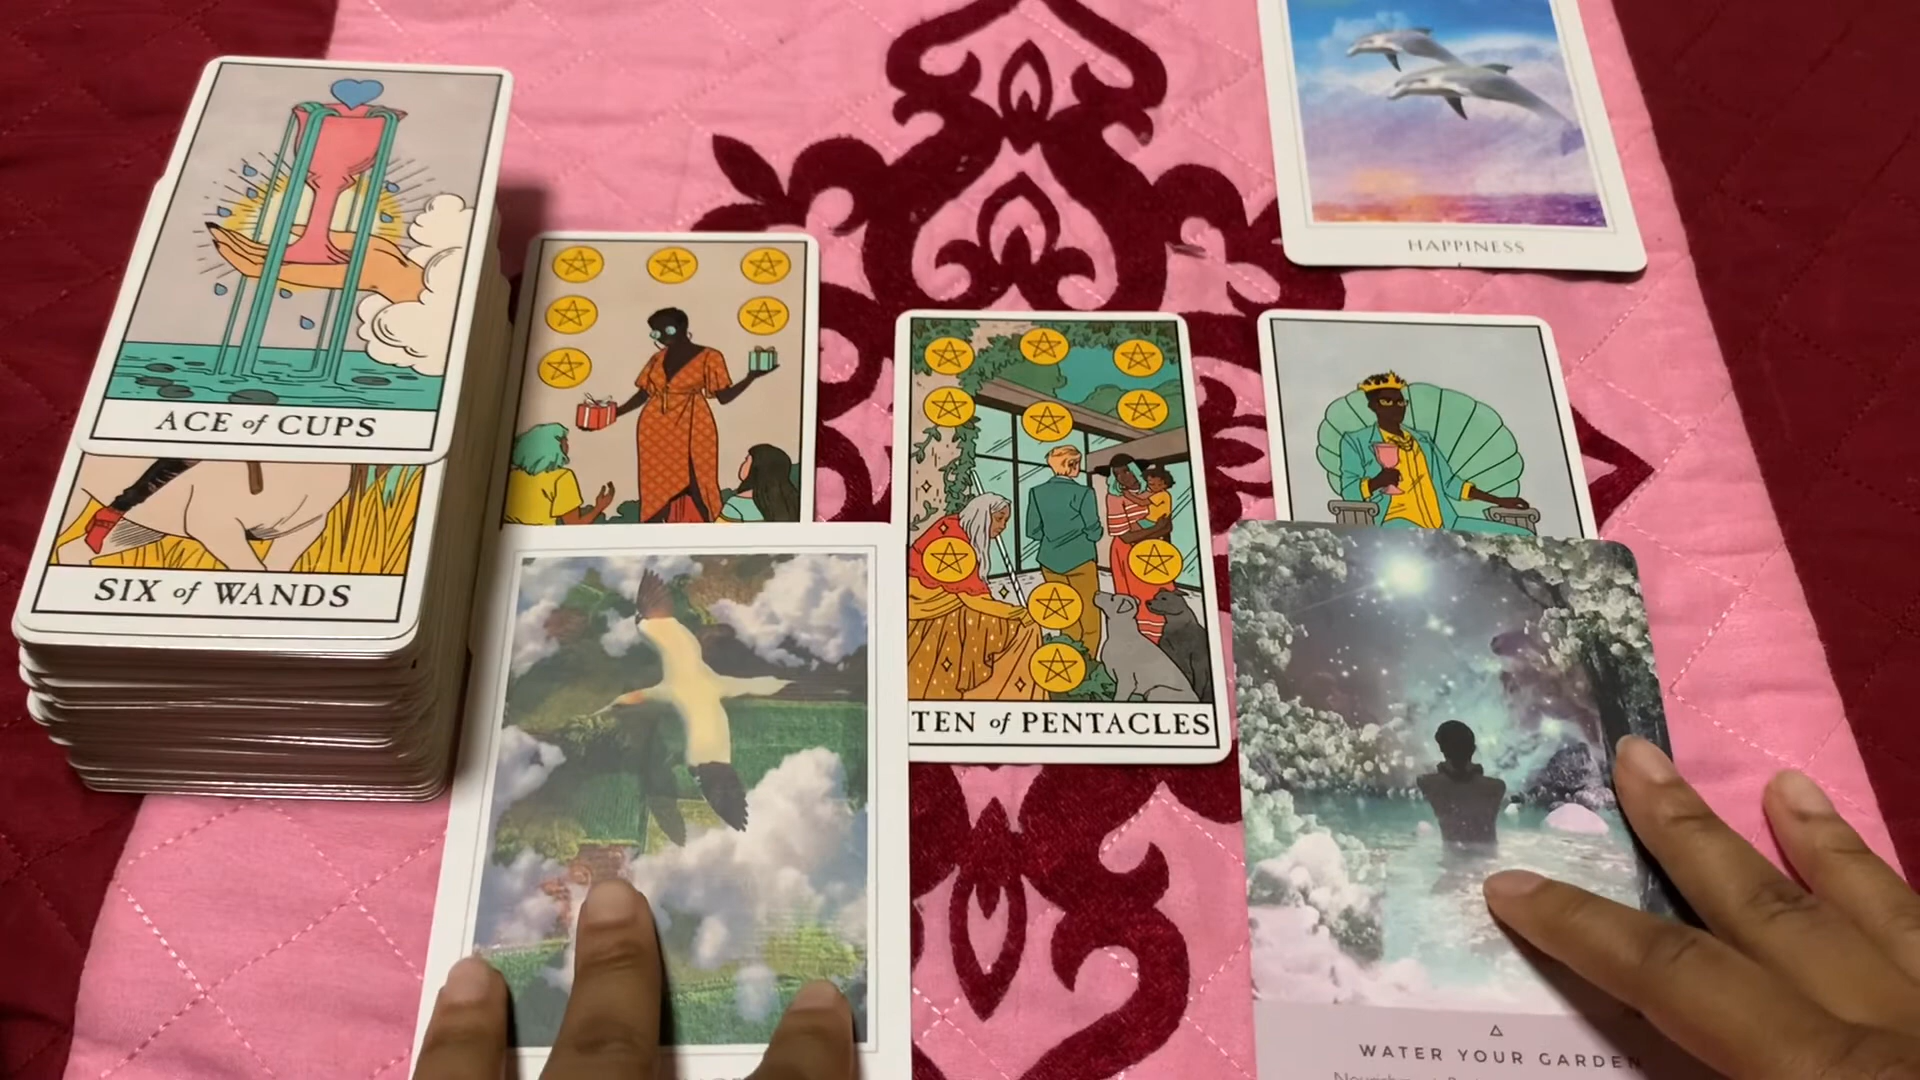 HAPPINESS
ACE of CUPS
SIX of WANDS
TEN of PENTACLES
WATER YOUR GARDEN